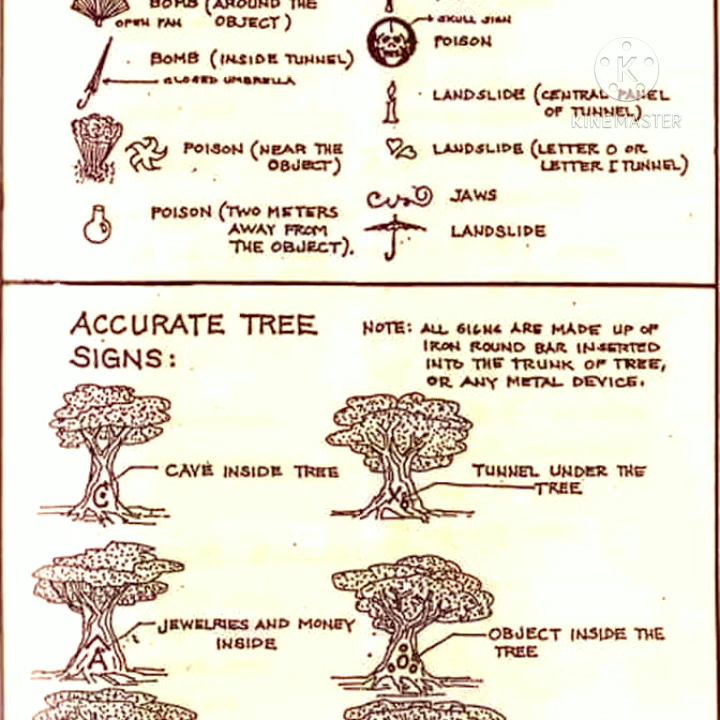 BOMB (AROUND THE
OBJECT)
OPEN FAN
BOMB (INSIDE TUNNEL)
CLOSED UMBRELLA
POISON (NEAR THE
OBJECT)
POISON (TWO METERS
AWAY FROM
THE OBJECT).
SKULL SIGN
POISON
LANDSLIDE (CENTRAL PANEL
OF TUNNEL)
LANDSLIDE (LETTER O OR
LETTER I TUNNEL)
JAWS
LANDSLIDE
K
KINEMASTER
ACCURATE TREE
SIGNS:
NOTE: ALL SIGNS ARE MADE UP OF
IRON ROUND BAR INSERTED
INTO THE TRUNK OF TREE,
OR ANY METAL DEVICE.
C
CAVE INSIDE TREE
X
TUNNEL UNDER THE
TREE
A
JEWELRIES AND MONEY
INSIDE
OBJECT INSIDE THE
TREE